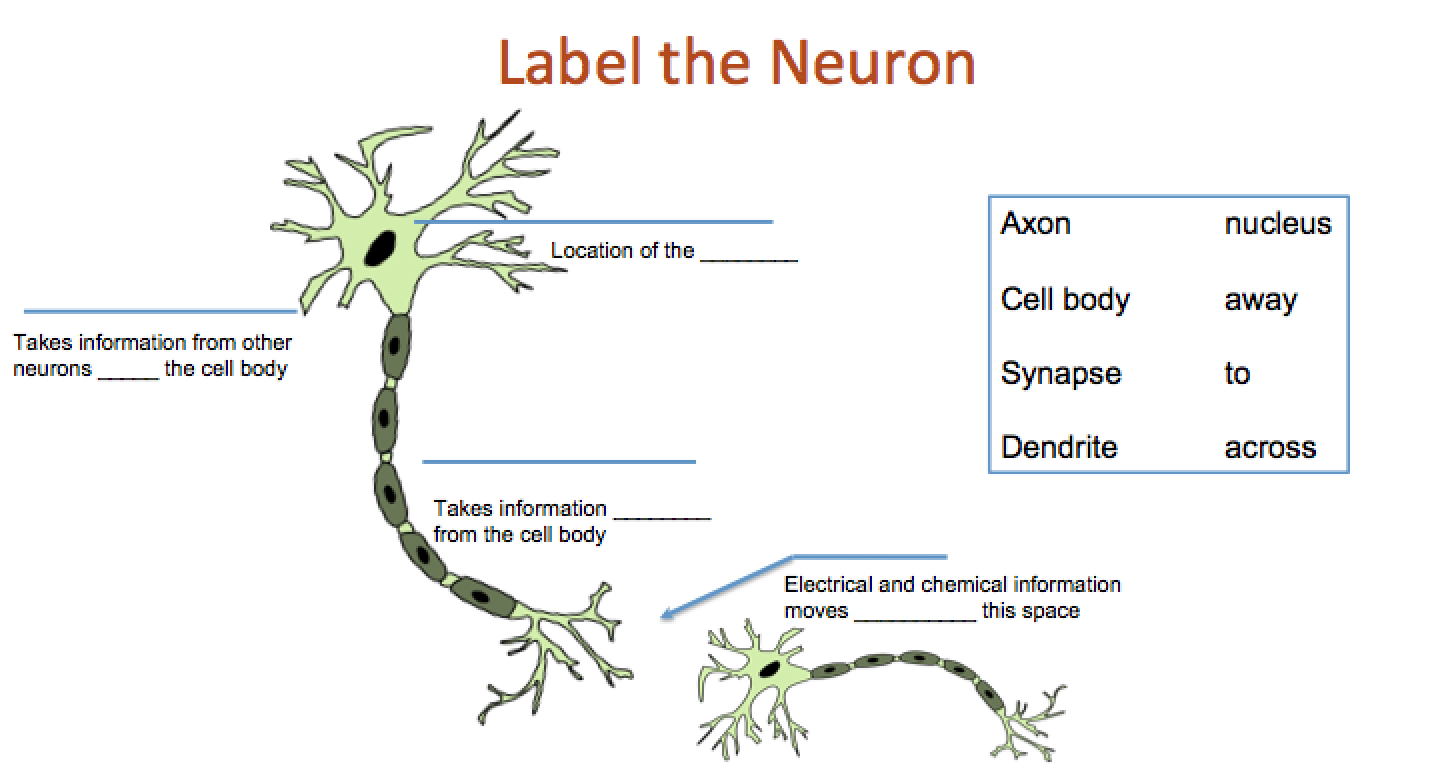 Label the Neuron
Location of the ________
Takes information from other
neurons _____ the cell body
Takes information ________
from the cell body
Electrical and chemical information
moves __________ this space
Axon nucleus
Cell body away
Synapse to
Dendrite across